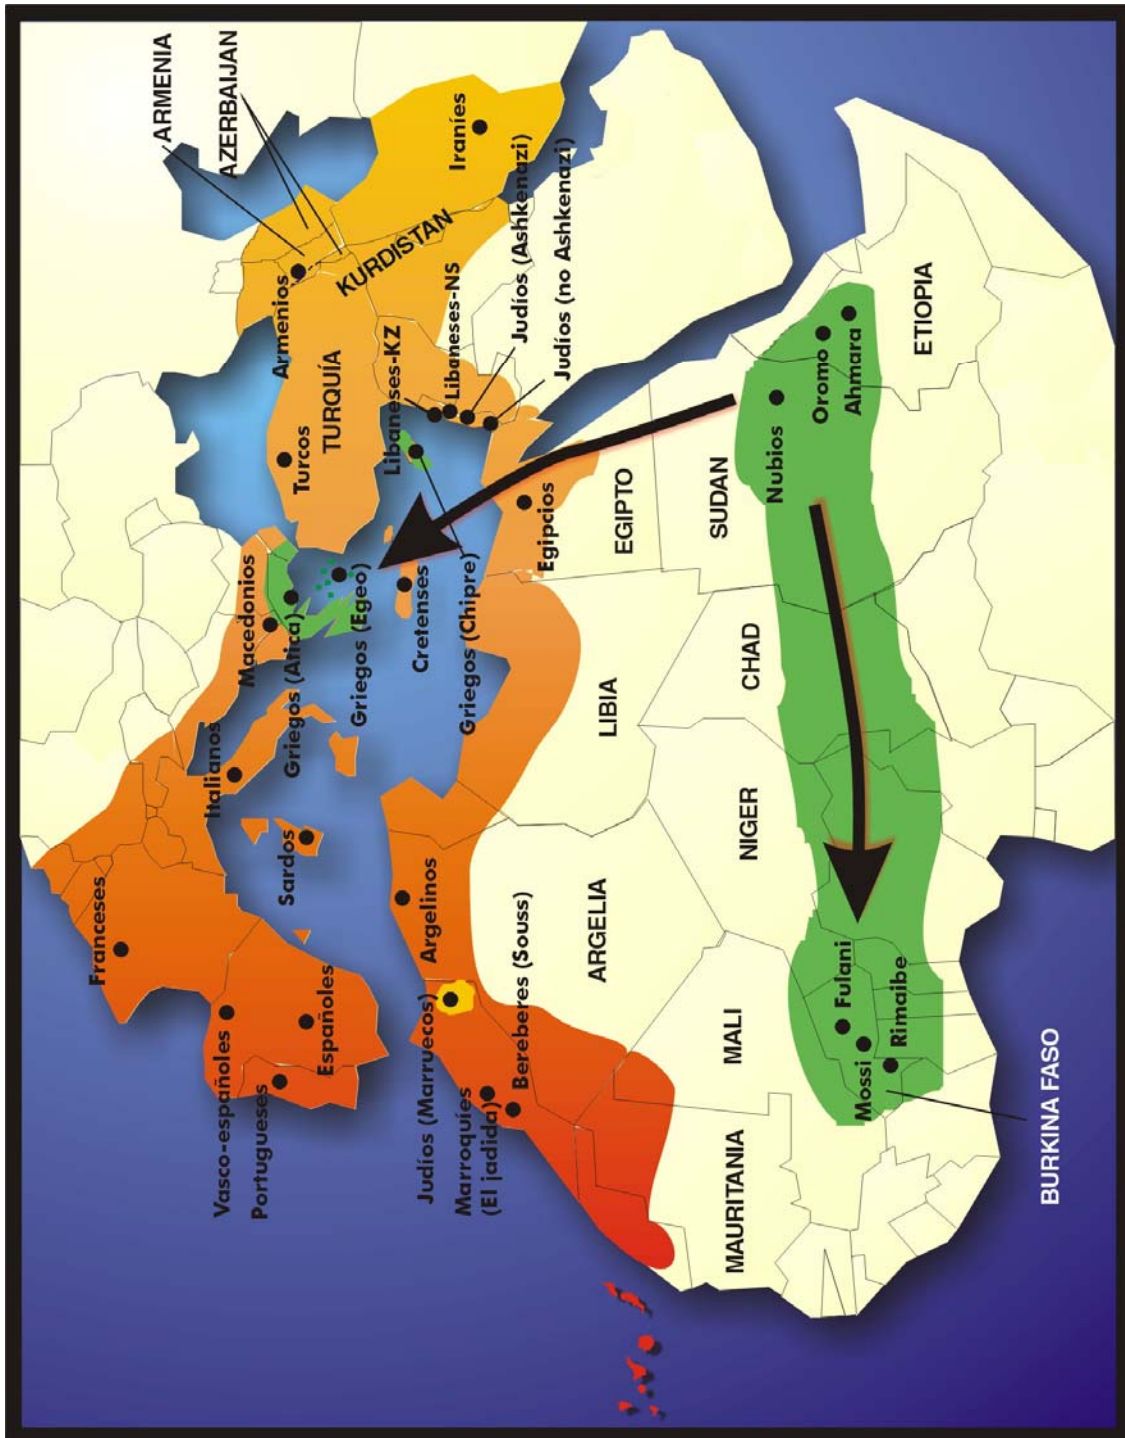 Franceses
Vasco-españoles
Portugueses
Españoles
Italianos
Sardos
Macedonios
Griegos (Atica)
Griegos (Egeo)
Cretenses
Griegos (Chipre)
Turcos
TURQUÍA
Armenios
ARMENIA
AZERBAIJAN
KURDISTAN
Iraníes
Libaneses-KZ
Libaneses-NS
Judíos (Ashkenazi)
Judíos (no Ashkenazi)
Judíos (Marruecos)
Marroquíes
(El jadida)
Bereberes (Souss)
Argelinos
Egipcios
ARGELIA
LIBIA
EGIPTO
MAURITANIA
MALI
NIGER
CHAD
SUDAN
Nubios
Oromo
Ahmara
ETIOPIA
Fulani
Mossi
Rimaibe
BURKINA FASO